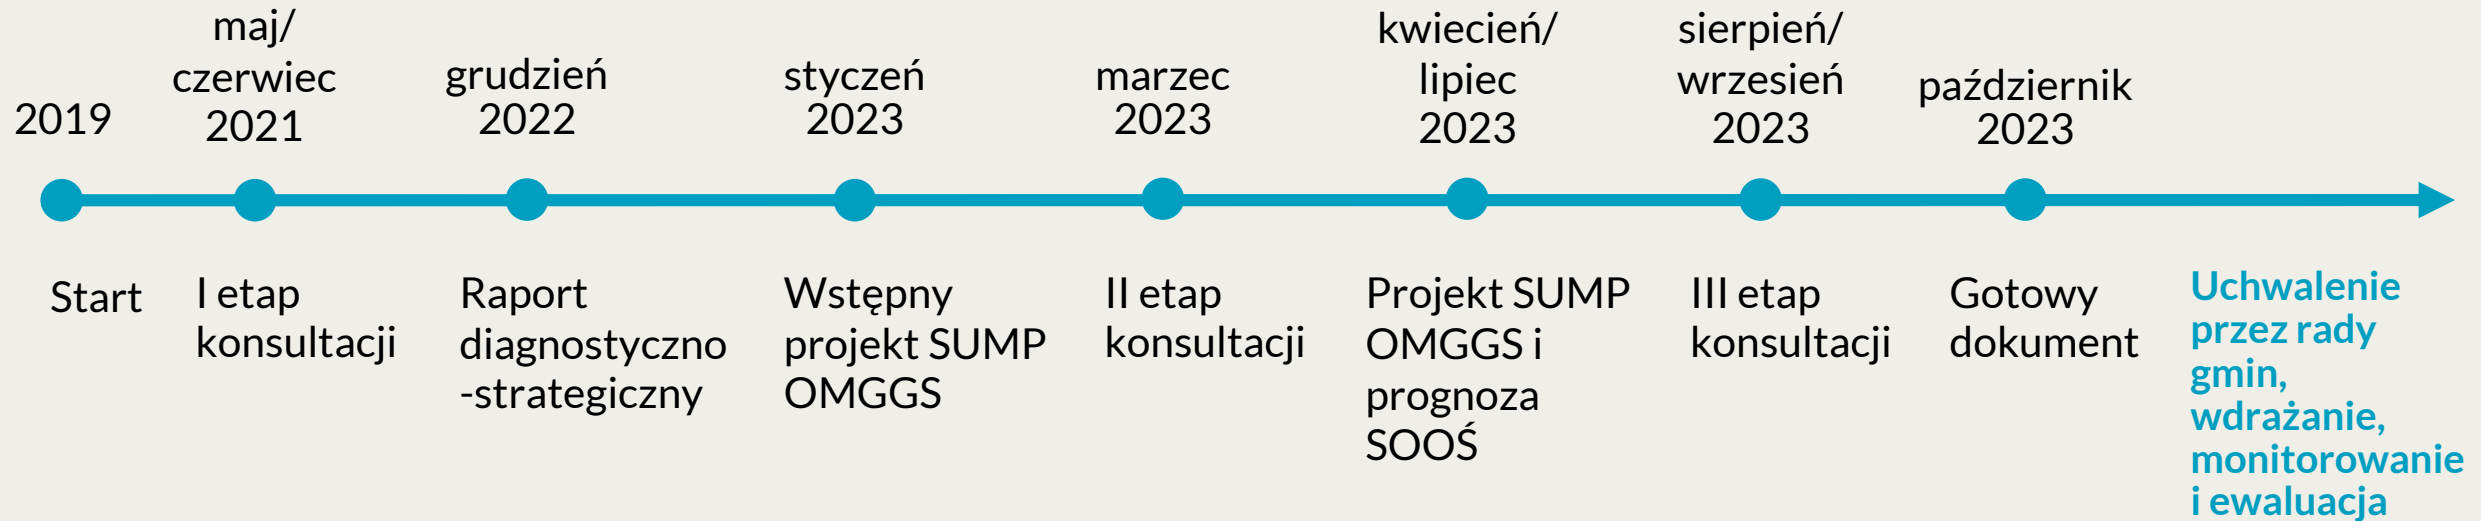 2019
maj/
czerwiec
2021
grudzień
2022
styczeń
2023
marzec
2023
kwiecień/
lipiec
2023
sierpień/
wrzesień
2023
październik
2023
Start
I etap
konsultacji
Raport
diagnostyczno
-strategiczny
Wstępny
projekt SUMP
OMGGS
II etap
konsultacji
Projekt SUMP
OMGGS i
prognoza
SOOŚ
III etap
konsultacji
Gotowy
dokument
Uchwalenie
przez rady
gmin,
wdrażanie,
monitorowanie
i ewaluacja